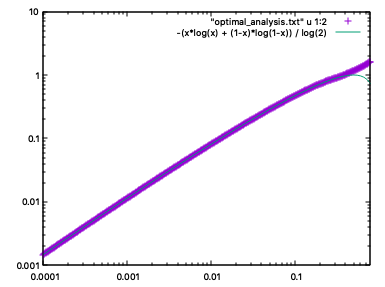 10
"optimal_analysis.txt" u 1:2
-(x*log(x) + (1-x)*log(1-x)) / log(2)
1
0.1
0.01
0.001
0.0001 0.001 0.01 0.1